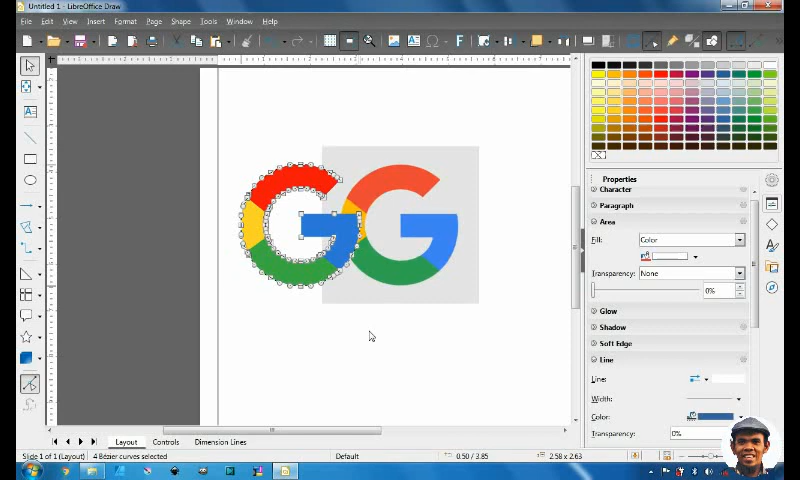 Untitled 1 - LibreOffice Draw
File Edit View Insert Format Page Shape Tools Window Help
Properties
Character
Paragraph
Area
Fill: Color
Transparency: None
0%
Glow
Shadow
Soft Edge
Line
Line:
Width:
Color:
Transparency: 0%
Layout Controls Dimension Lines
Slide 1 of 1 (Layout) 4 Bézier curves selected Default 0.50 / 3.85 2.58 x 2.63